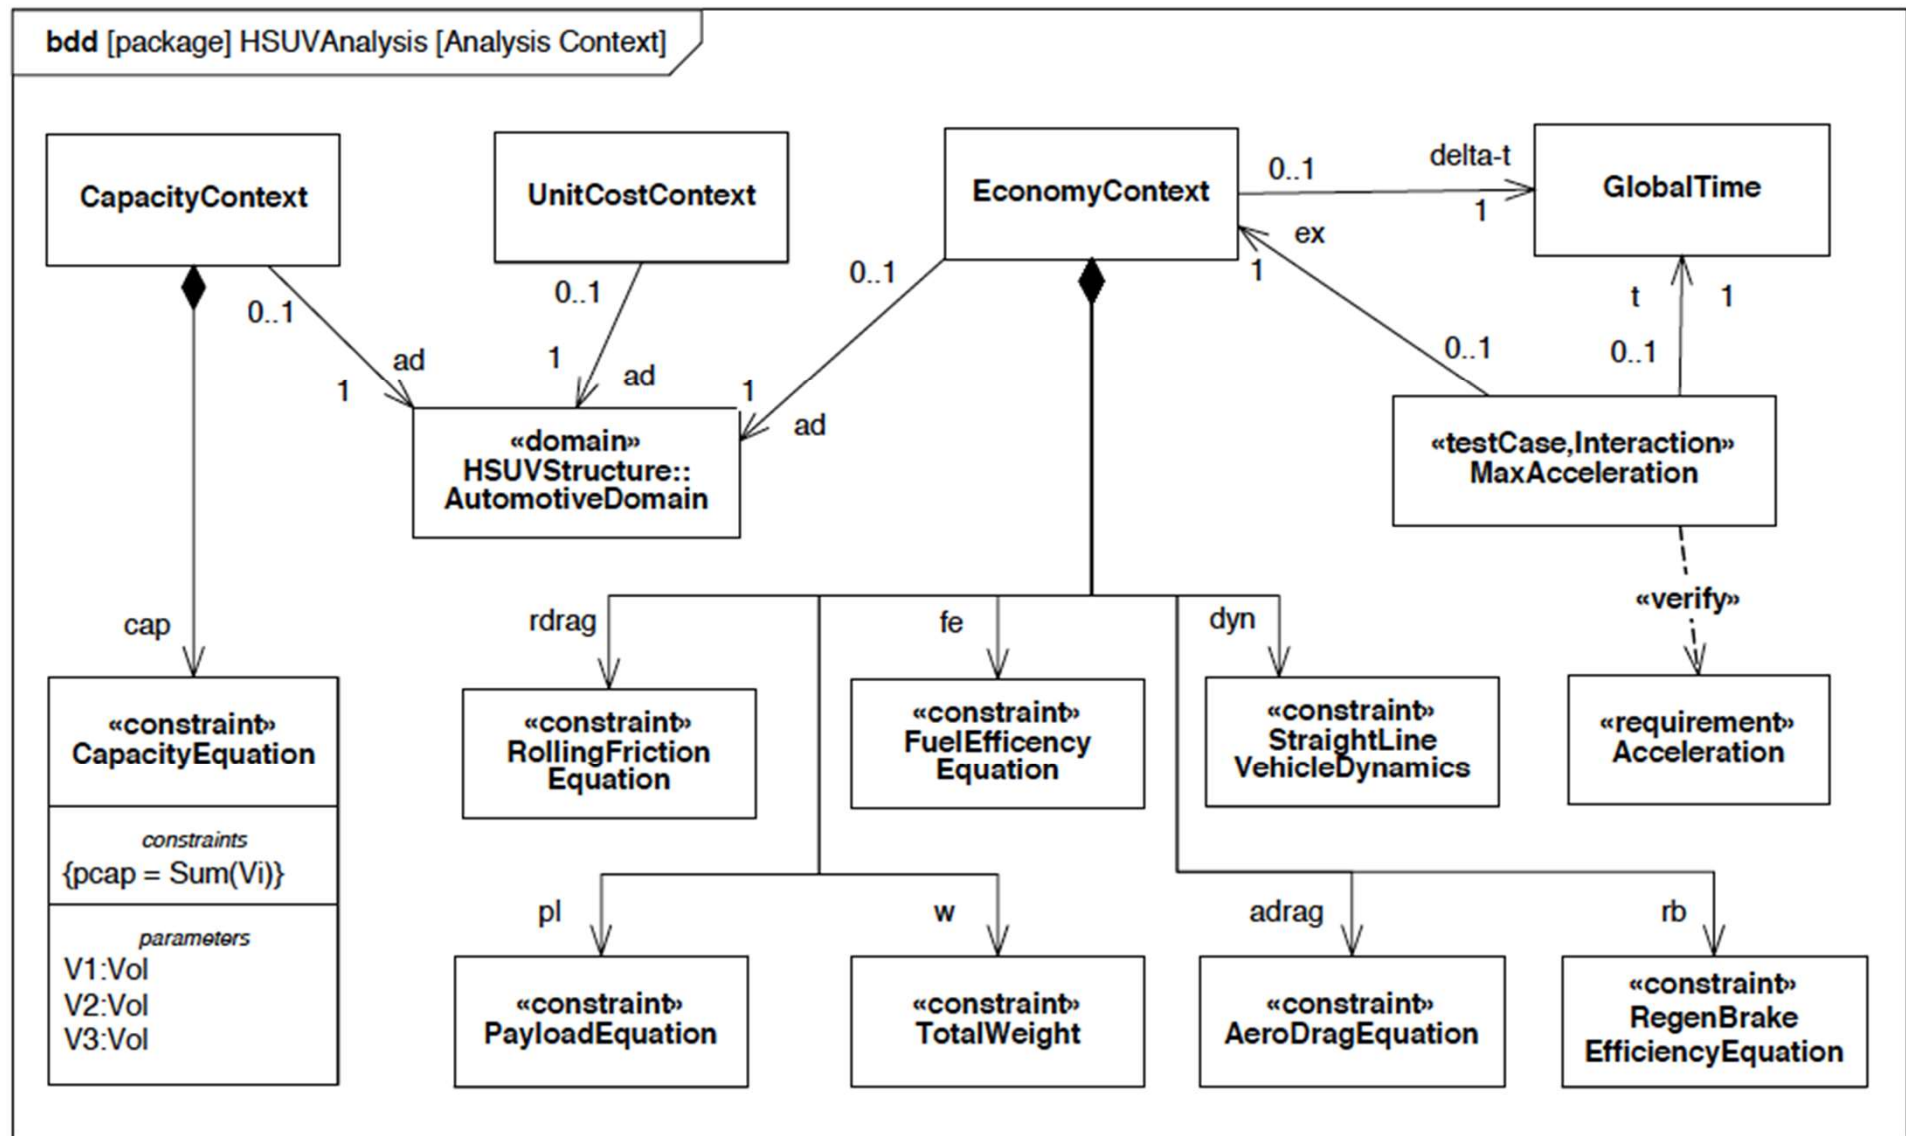 bdd [package] HSUVAnalysis [Analysis Context]
CapacityContext
UnitCostContext
EconomyContext
GlobalTime
0..1
delta-t
1
ex
1
0..1
t
1
0..1
0..1
ad
1
0..1
1
ad
0..1
1
ad
«domain»
HSUVStructure::
AutomotiveDomain
«testCase,Interaction»
MaxAcceleration
«verify»
cap
rdrag
fe
dyn
«constraint»
CapacityEquation
constraints
{pcap = Sum(Vi)}
parameters
V1:Vol
V2:Vol
V3:Vol
«constraint»
RollingFriction
Equation
«constraint»
FuelEfficency
Equation
«constraint»
StraightLine
VehicleDynamics
«requirement»
Acceleration
pl
w
adrag
rb
«constraint»
PayloadEquation
«constraint»
TotalWeight
«constraint»
AeroDragEquation
«constraint»
RegenBrake
EfficiencyEquation